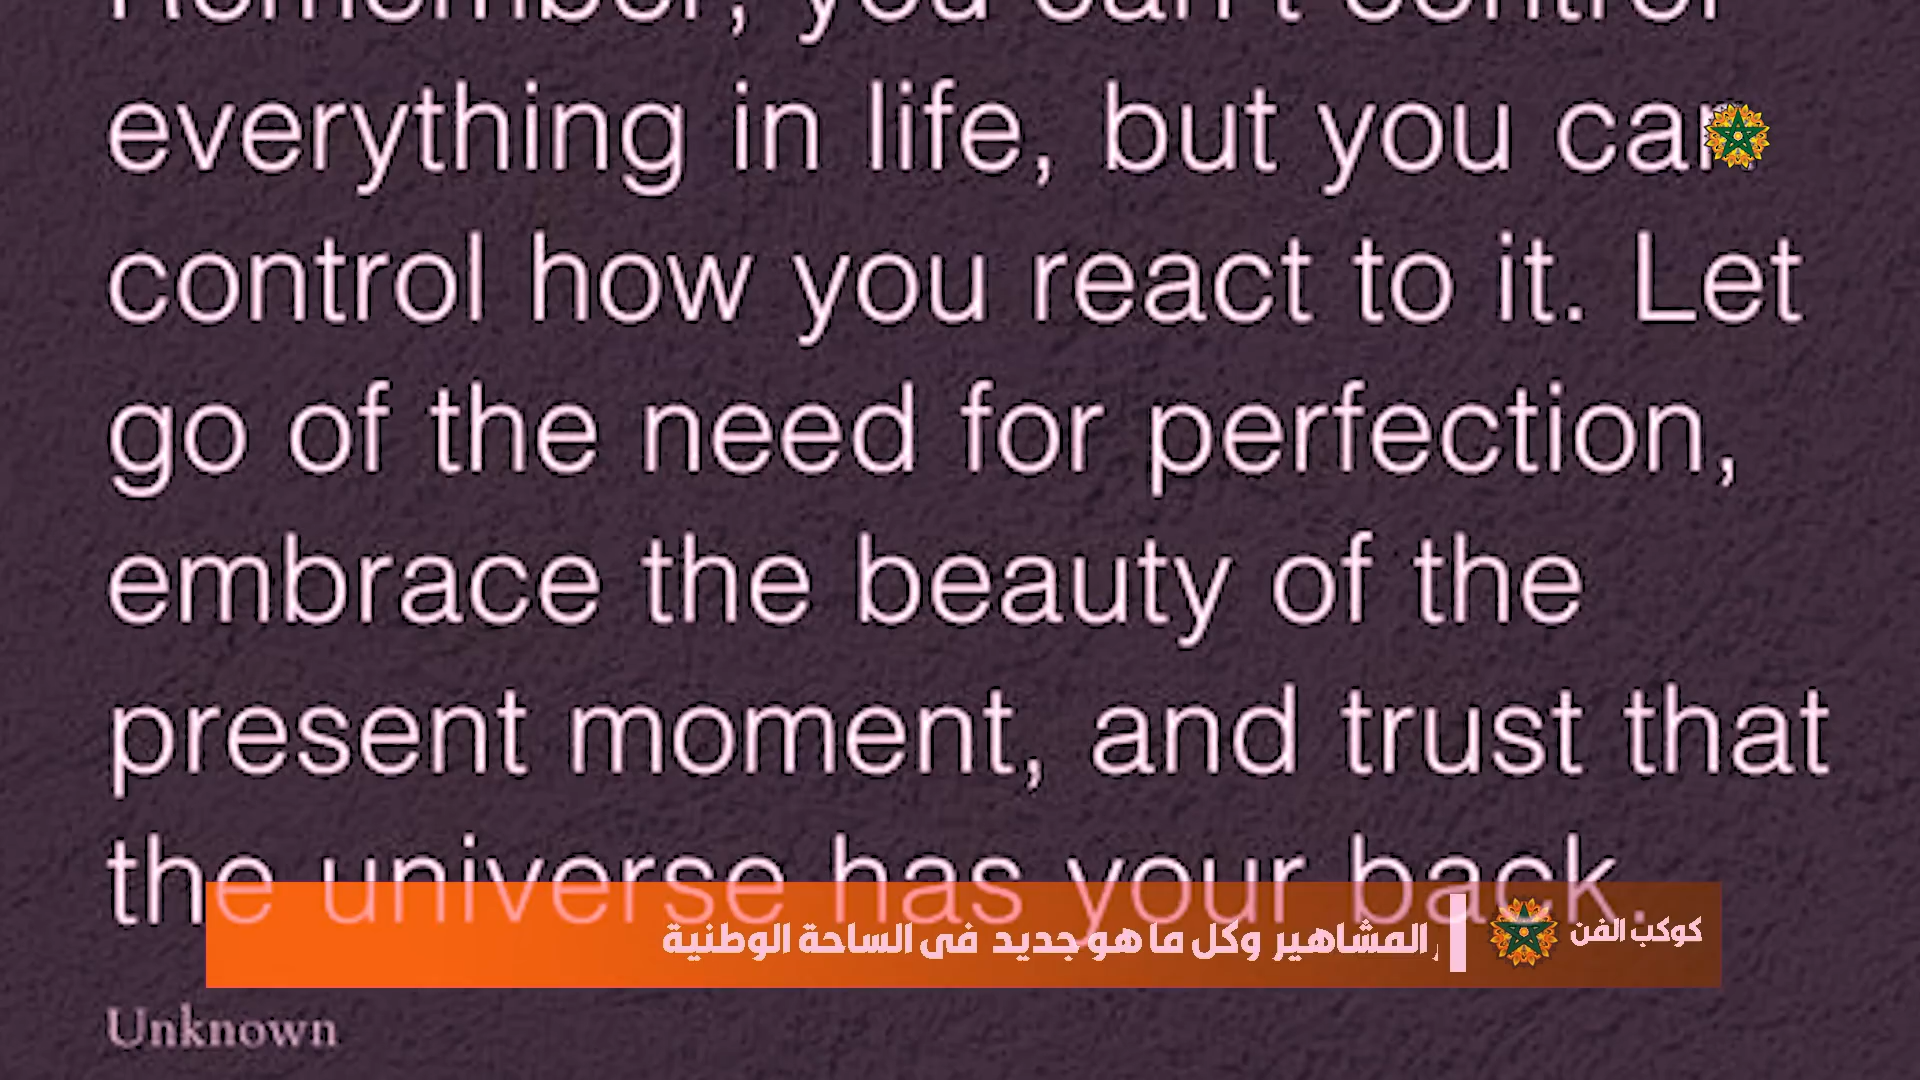 Remember, you can't control
everything in life, but you can
control how you react to it. Let
go of the need for perfection,
embrace the beauty of the
present moment, and trust that
the universe has your back.
المشاهير وكل ما هو جديد فى الساحة الوطنية
كوكب الفن
Unknown